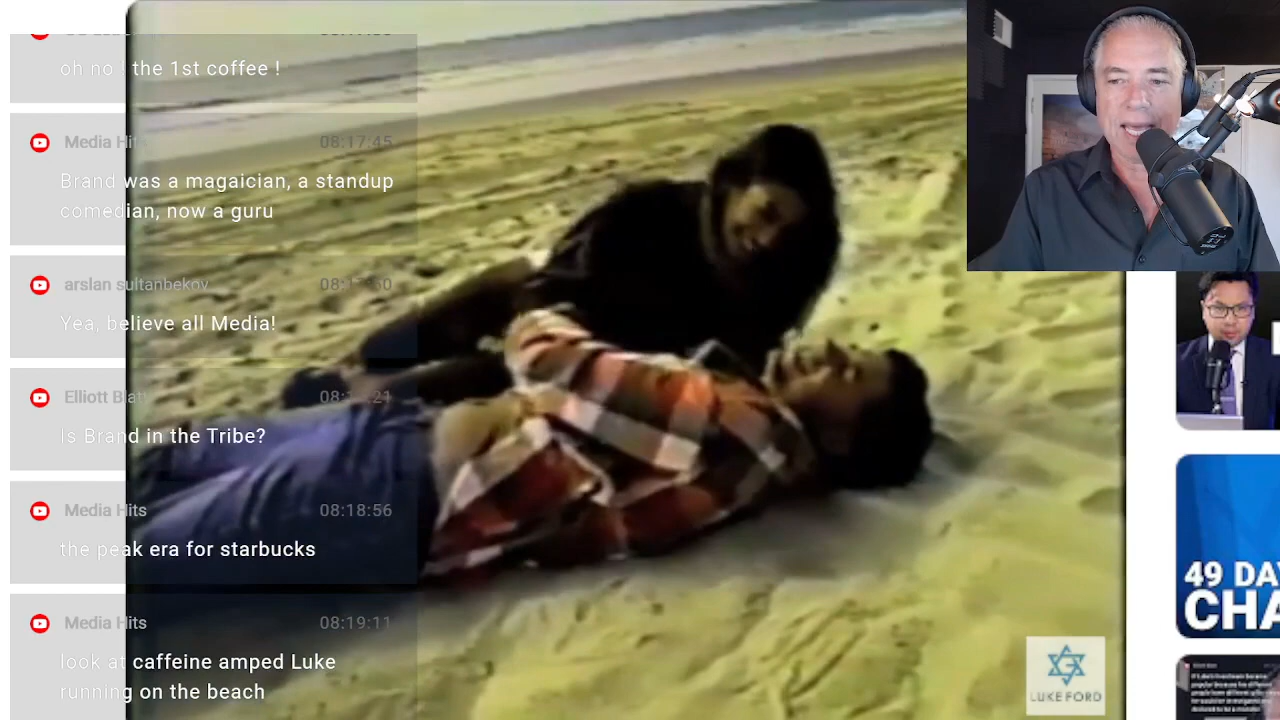 oh no ! the 1st coffee !
Media Hits 08:17:45
Brand was a magaician, a standup
comedian, now a guru
arslan sultanbekov
Yea, believe all Media!
Elliott
Is Brand in the Tribe?
Media Hits 08:18:56
the peak era for starbucks
Media Hits 08:19:11
look at caffeine amped Luke
running on the beach
LUKE FORD
49 DA
CHA